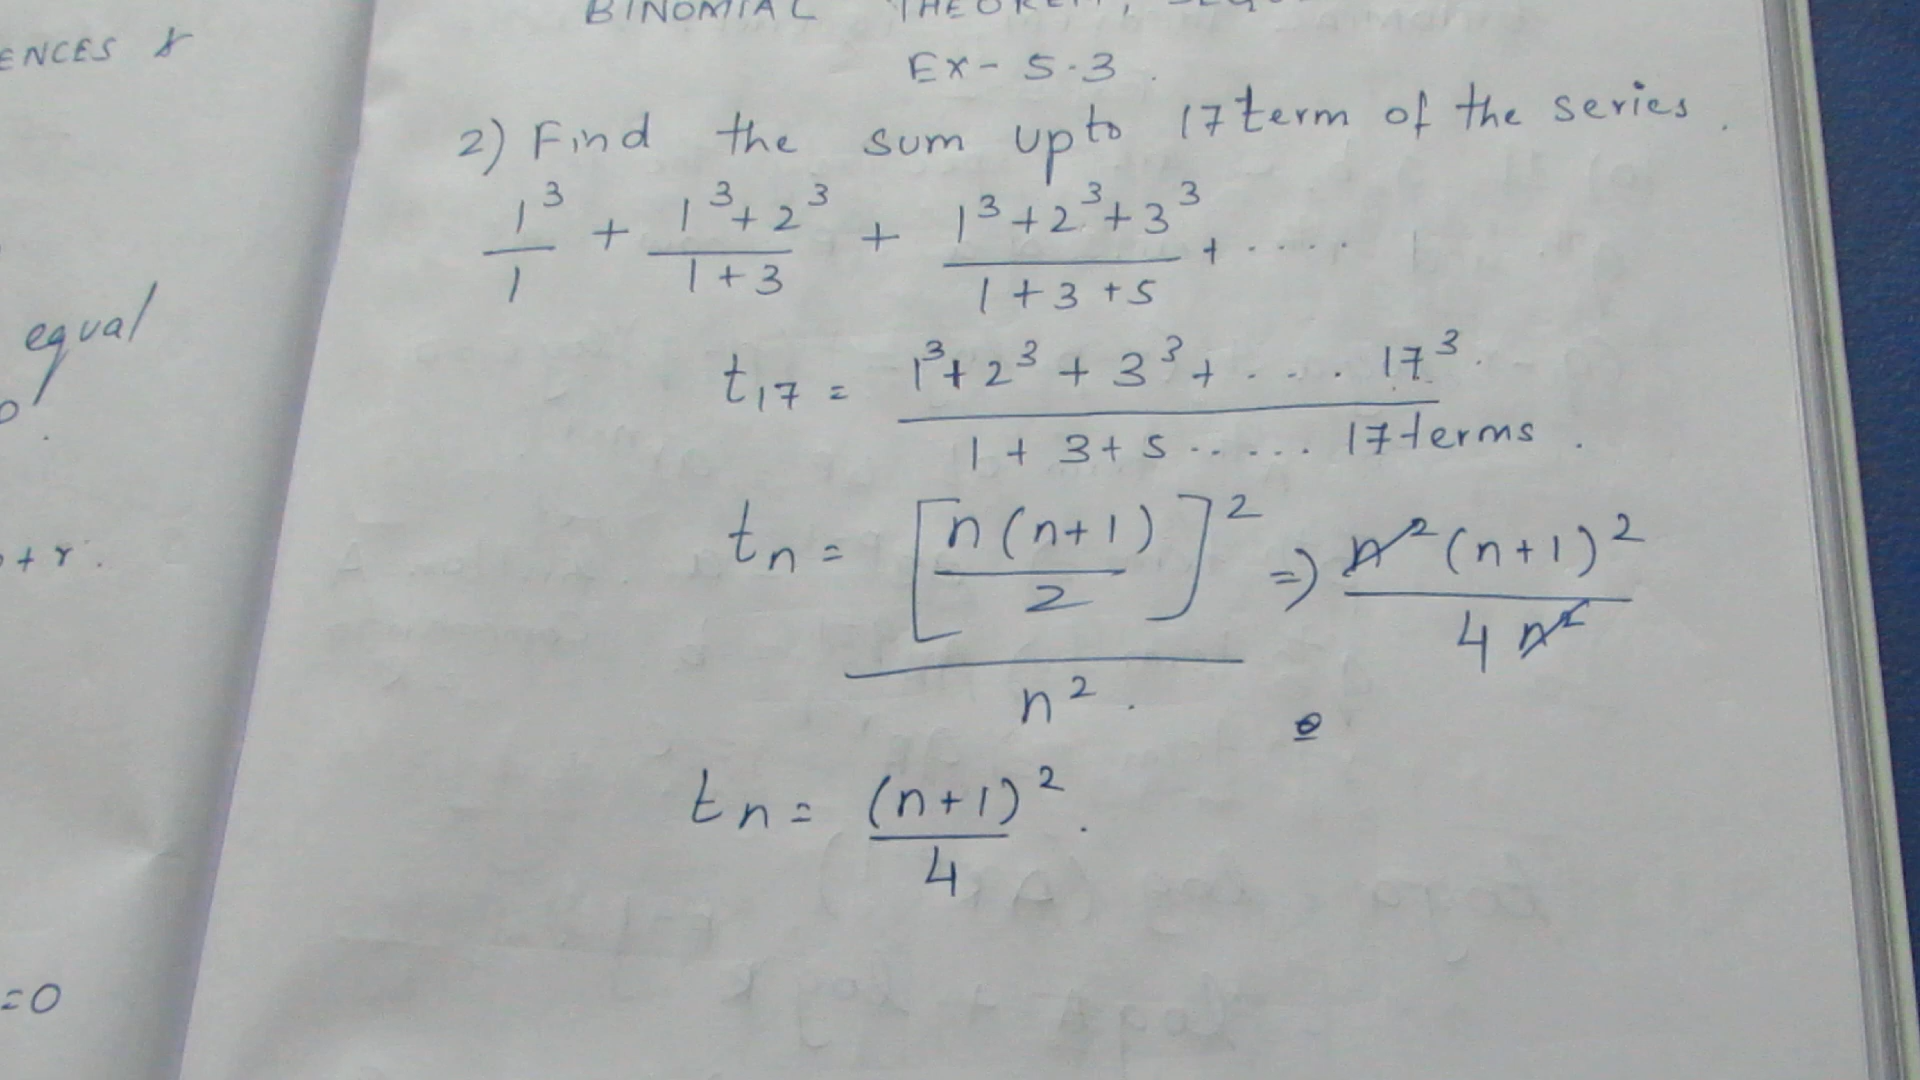 ENCES &
equal
+ r.
=0
BINOMIAL THEOREM,
Ex - 5.3.
2) Find the sum upto 17 term of the series.
1³/1 + (1³+2³)/(1+3) + (1³+2³+3³)/(1+3+5) + ....
t₁₇ = (1³+2³+3³+.... 17³.)/(1+3+5...... 17 terms.)
tₙ = [n(n+1)/2]²/n². => n²(n+1)²/4n²
tₙ = (n+1)²/4.